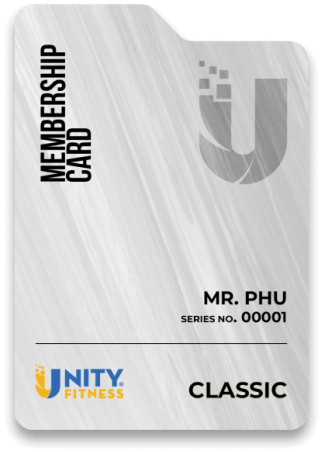 MEMBERSHIP
CARD
MR. PHU
SERIES NO. 00001
UNITY®
FITNESS
CLASSIC